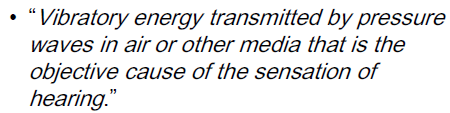 • “Vibratory energy transmitted by pressure
waves in air or other media that is the
objective cause of the sensation of
hearing.”